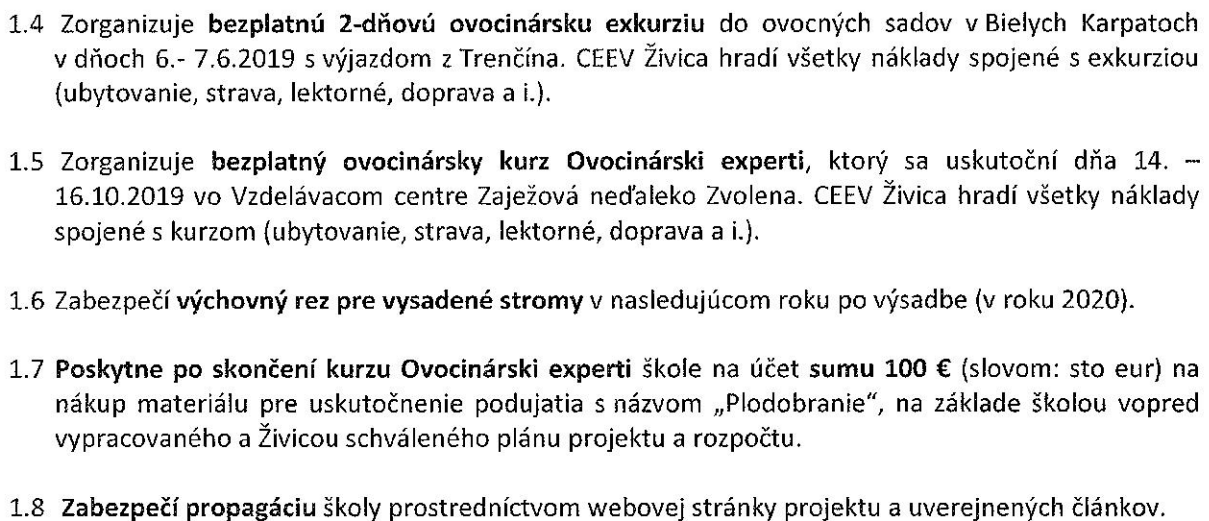 1.4 Zorganizuje bezplatnú 2-dňovú ovocinársku exkurziu do ovocných sadov v Bielych Karpatoch
v dňoch 6.- 7.6.2019 s výjazdom z Trenčína. CEEV Živica hradí všetky náklady spojené s exkurziou
(ubytovanie, strava, lektorné, doprava a i.).
1.5 Zorganizuje bezplatný ovocinársky kurz Ovocinárski experti, ktorý sa uskutoční dňa 14. –
16.10.2019 vo Vzdelávacom centre Zaježová neďaleko Zvolena. CEEV Živica hradí všetky náklady
spojené s kurzom (ubytovanie, strava, lektorné, doprava a i.).
1.6 Zabezpečí výchovný rez pre vysadené stromy v nasledujúcom roku po výsadbe (v roku 2020).
1.7 Poskytne po skončení kurzu Ovocinárski experti škole na účet sumu 100 € (slovom: sto eur) na
nákup materiálu pre uskutočnenie podujatia s názvom „Plodobranie“, na základe školou vopred
vypracovaného a Živicou schváleného plánu projektu a rozpočtu.
1.8 Zabezpečí propagáciu školy prostredníctvom webovej stránky projektu a uverejnených článkov.